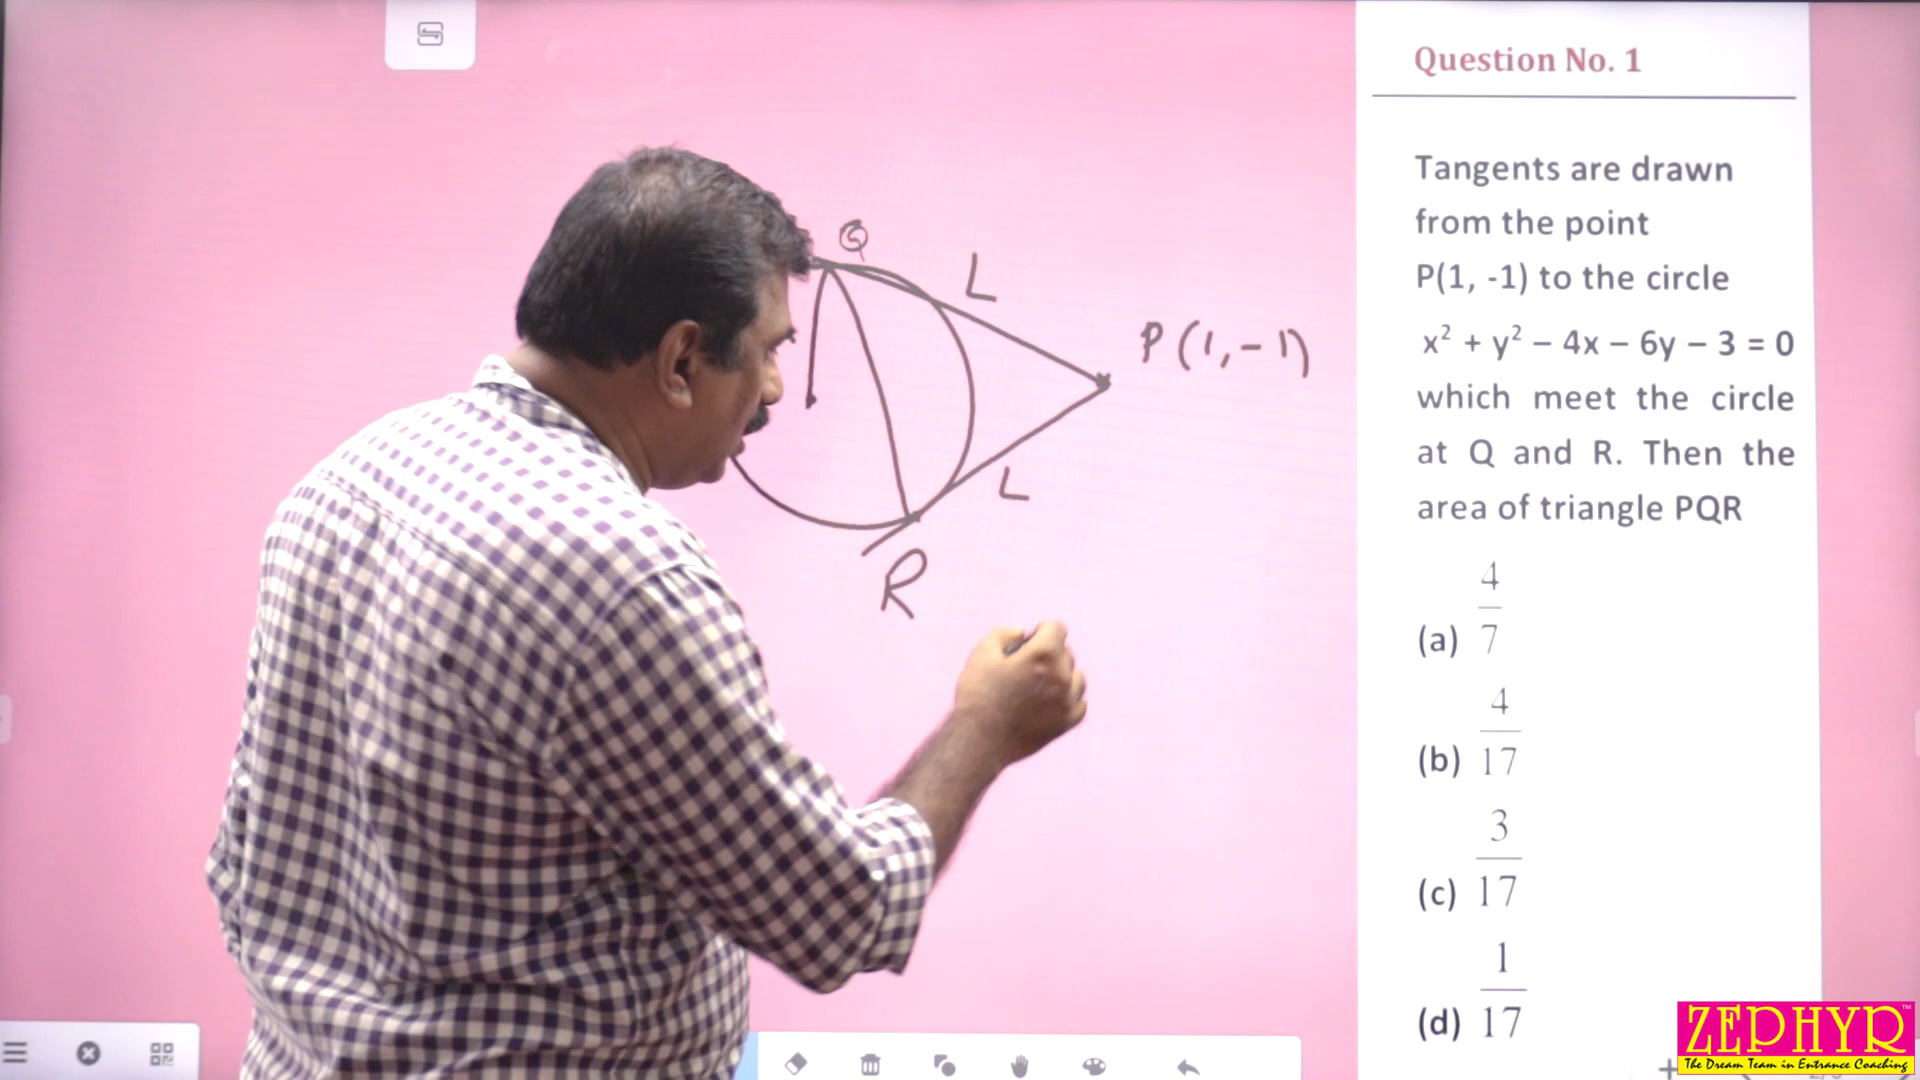 Question No. 1
Tangents are drawn
from the point
P(1, -1) to the circle
x² + y² – 4x – 6y – 3 = 0
which meet the circle
at Q and R. Then the
area of triangle PQR
(a) 4/7
(b) 4/17
(c) 3/17
(d) 1/17
Q
L
P(1,-1)
L
R
ZEPHYR™
The Dream Team in Entrance Coaching